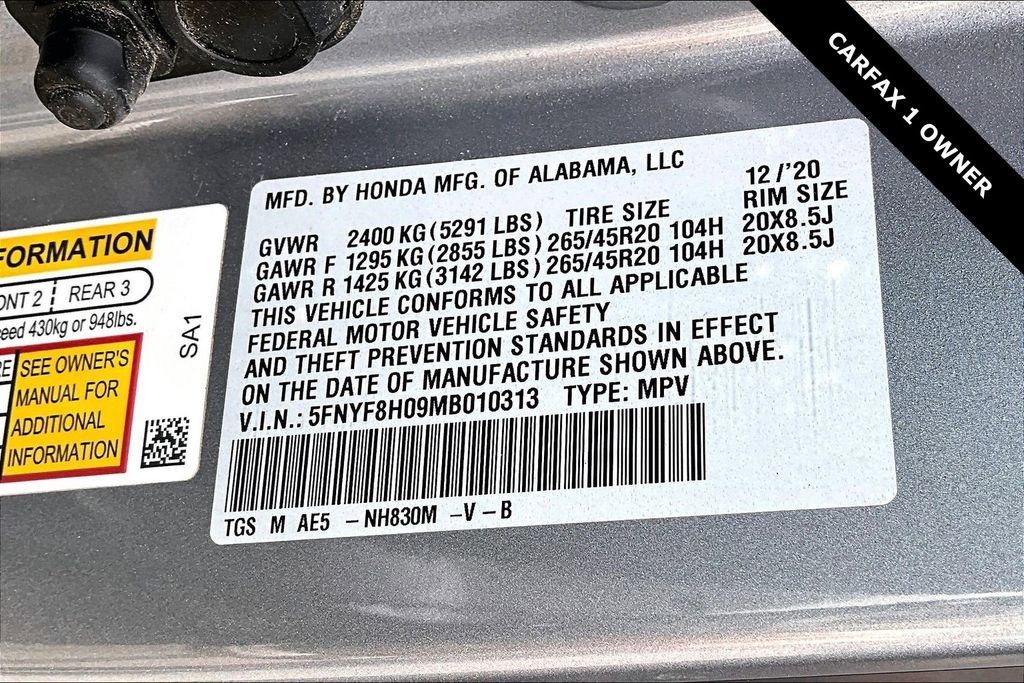 CARFAX 1 OWNER
MFD. BY HONDA MFG. OF ALABAMA, LLC 12/'20
GVWR 2400 KG (5291 LBS) TIRE SIZE RIM SIZE
GAWR F 1295 KG (2855 LBS) 265/45R20 104H 20X8.5J
GAWR R 1425 KG (3142 LBS) 265/45R20 104H 20X8.5J
THIS VEHICLE CONFORMS TO ALL APPLICABLE
FEDERAL MOTOR VEHICLE SAFETY
AND THEFT PREVENTION STANDARDS IN EFFECT
ON THE DATE OF MANUFACTURE SHOWN ABOVE.
V.I.N.: 5FNYF8H09MB010313 TYPE: MPV
TGS M AE5 – NH830M – V – B
FORMATION
ONT 2 REAR 3
ceed 430kg or 948lbs.
RE
SEE OWNER'S
MANUAL FOR
ADDITIONAL
INFORMATION
SA1